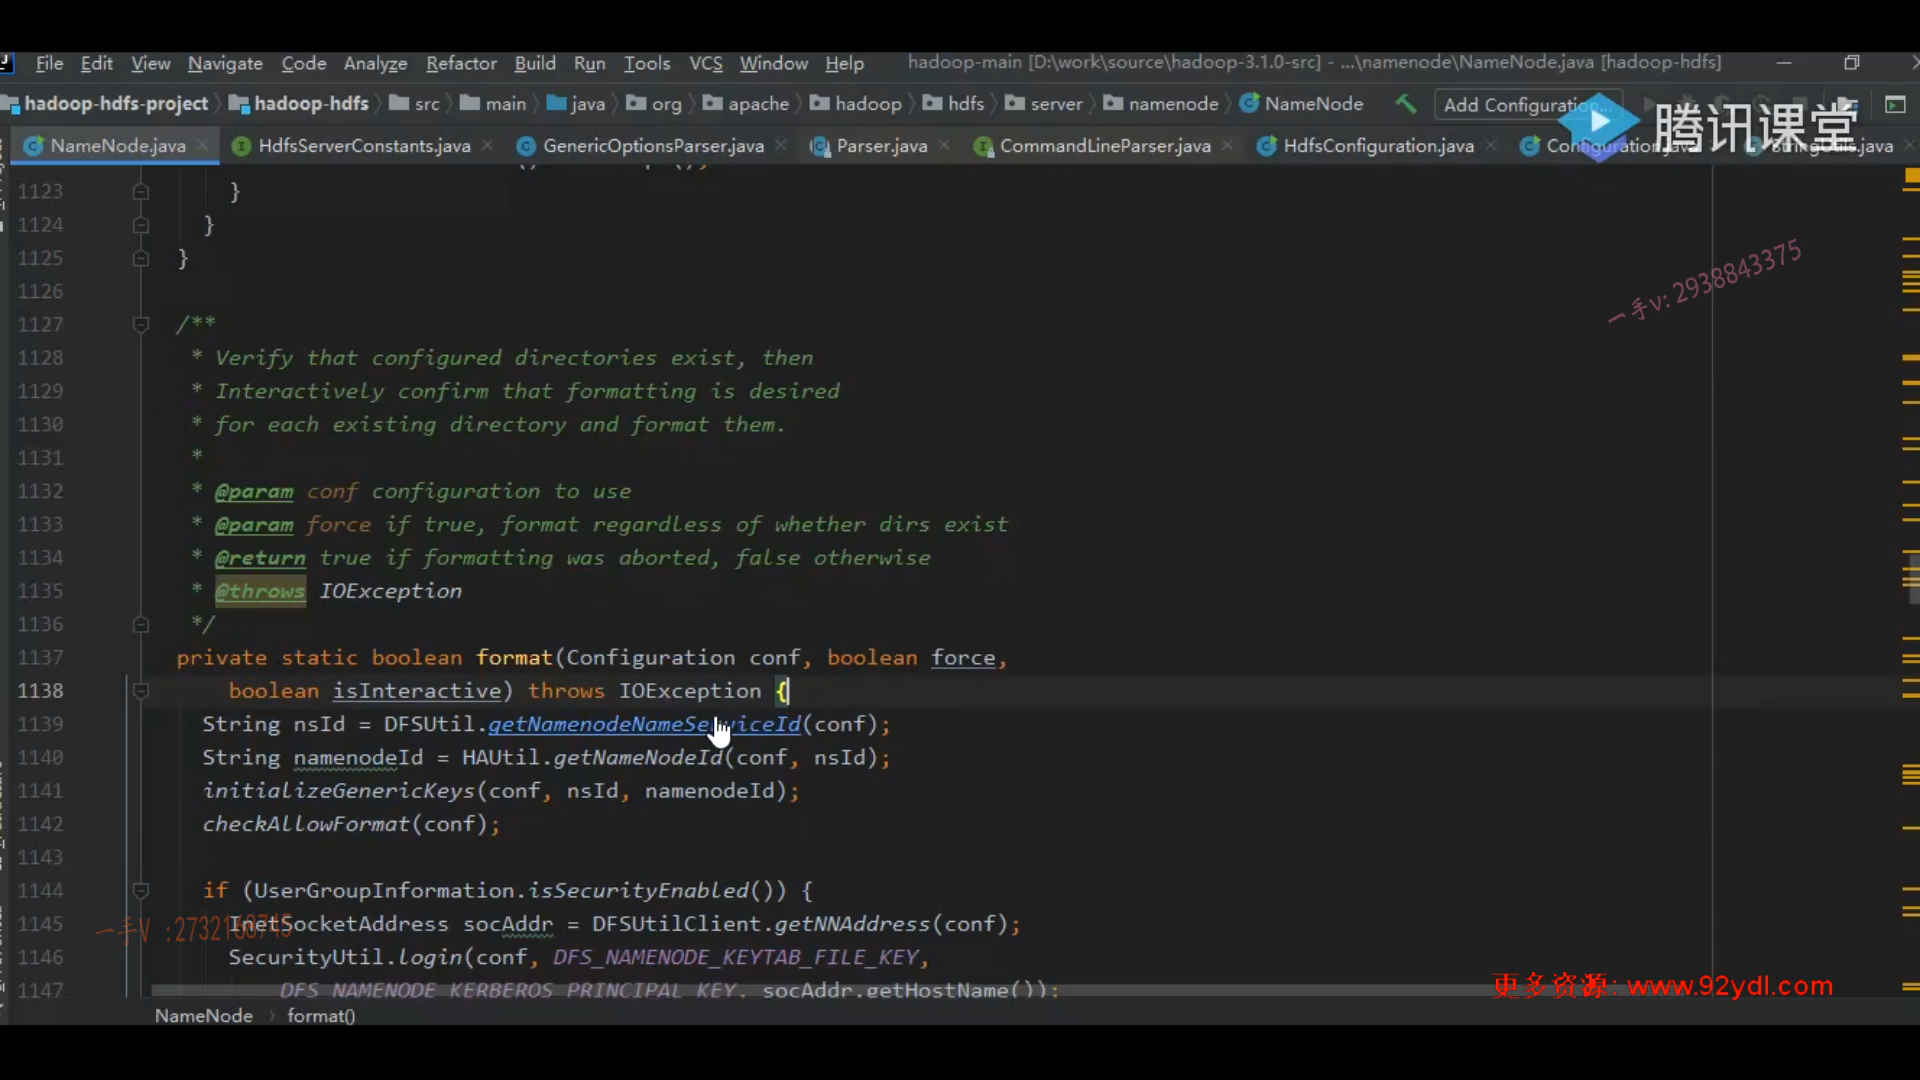 File Edit View Navigate Code Analyze Refactor Build Run Tools VCS Window Help hadoop-main [D:\work\source\hadoop-3.1.0-src] - ...\namenode\NameNode.java [hadoop-hdfs]
hadoop-hdfs-project hadoop-hdfs src main java org apache hadoop hdfs server namenode NameNode Add Configuration...
腾讯课堂
NameNode.java HdfsServerConstants.java GenericOptionsParser.java Parser.java CommandLineParser.java HdfsConfiguration.java Configuration.java StringUtils.java
1123 }
1124 }
1125 }
1126
一手v: 2938843375
1127 /**
1128 * Verify that configured directories exist, then
1129 * Interactively confirm that formatting is desired
1130 * for each existing directory and format them.
1131 *
1132 * @param conf configuration to use
1133 * @param force if true, format regardless of whether dirs exist
1134 * @return true if formatting was aborted, false otherwise
1135 * @throws IOException
1136 */
1137 private static boolean format(Configuration conf, boolean force,
1138 boolean isInteractive) throws IOException {
1139 String nsId = DFSUtil.getNamenodeNameServiceId(conf);
1140 String namenodeId = HAUtil.getNameNodeId(conf, nsId);
1141 initializeGenericKeys(conf, nsId, namenodeId);
1142 checkAllowFormat(conf);
1143
1144 if (UserGroupInformation.isSecurityEnabled()) {
1145 InetSocketAddress socAddr = DFSUtilClient.getNNAddress(conf);
一手V :2732160745
1146 SecurityUtil.login(conf, DFS_NAMENODE_KEYTAB_FILE_KEY,
1147 DFS_NAMENODE_KERBEROS_PRINCIPAL_KEY, socAddr.getHostName());
更多资源: www.92ydl.com
NameNode format()